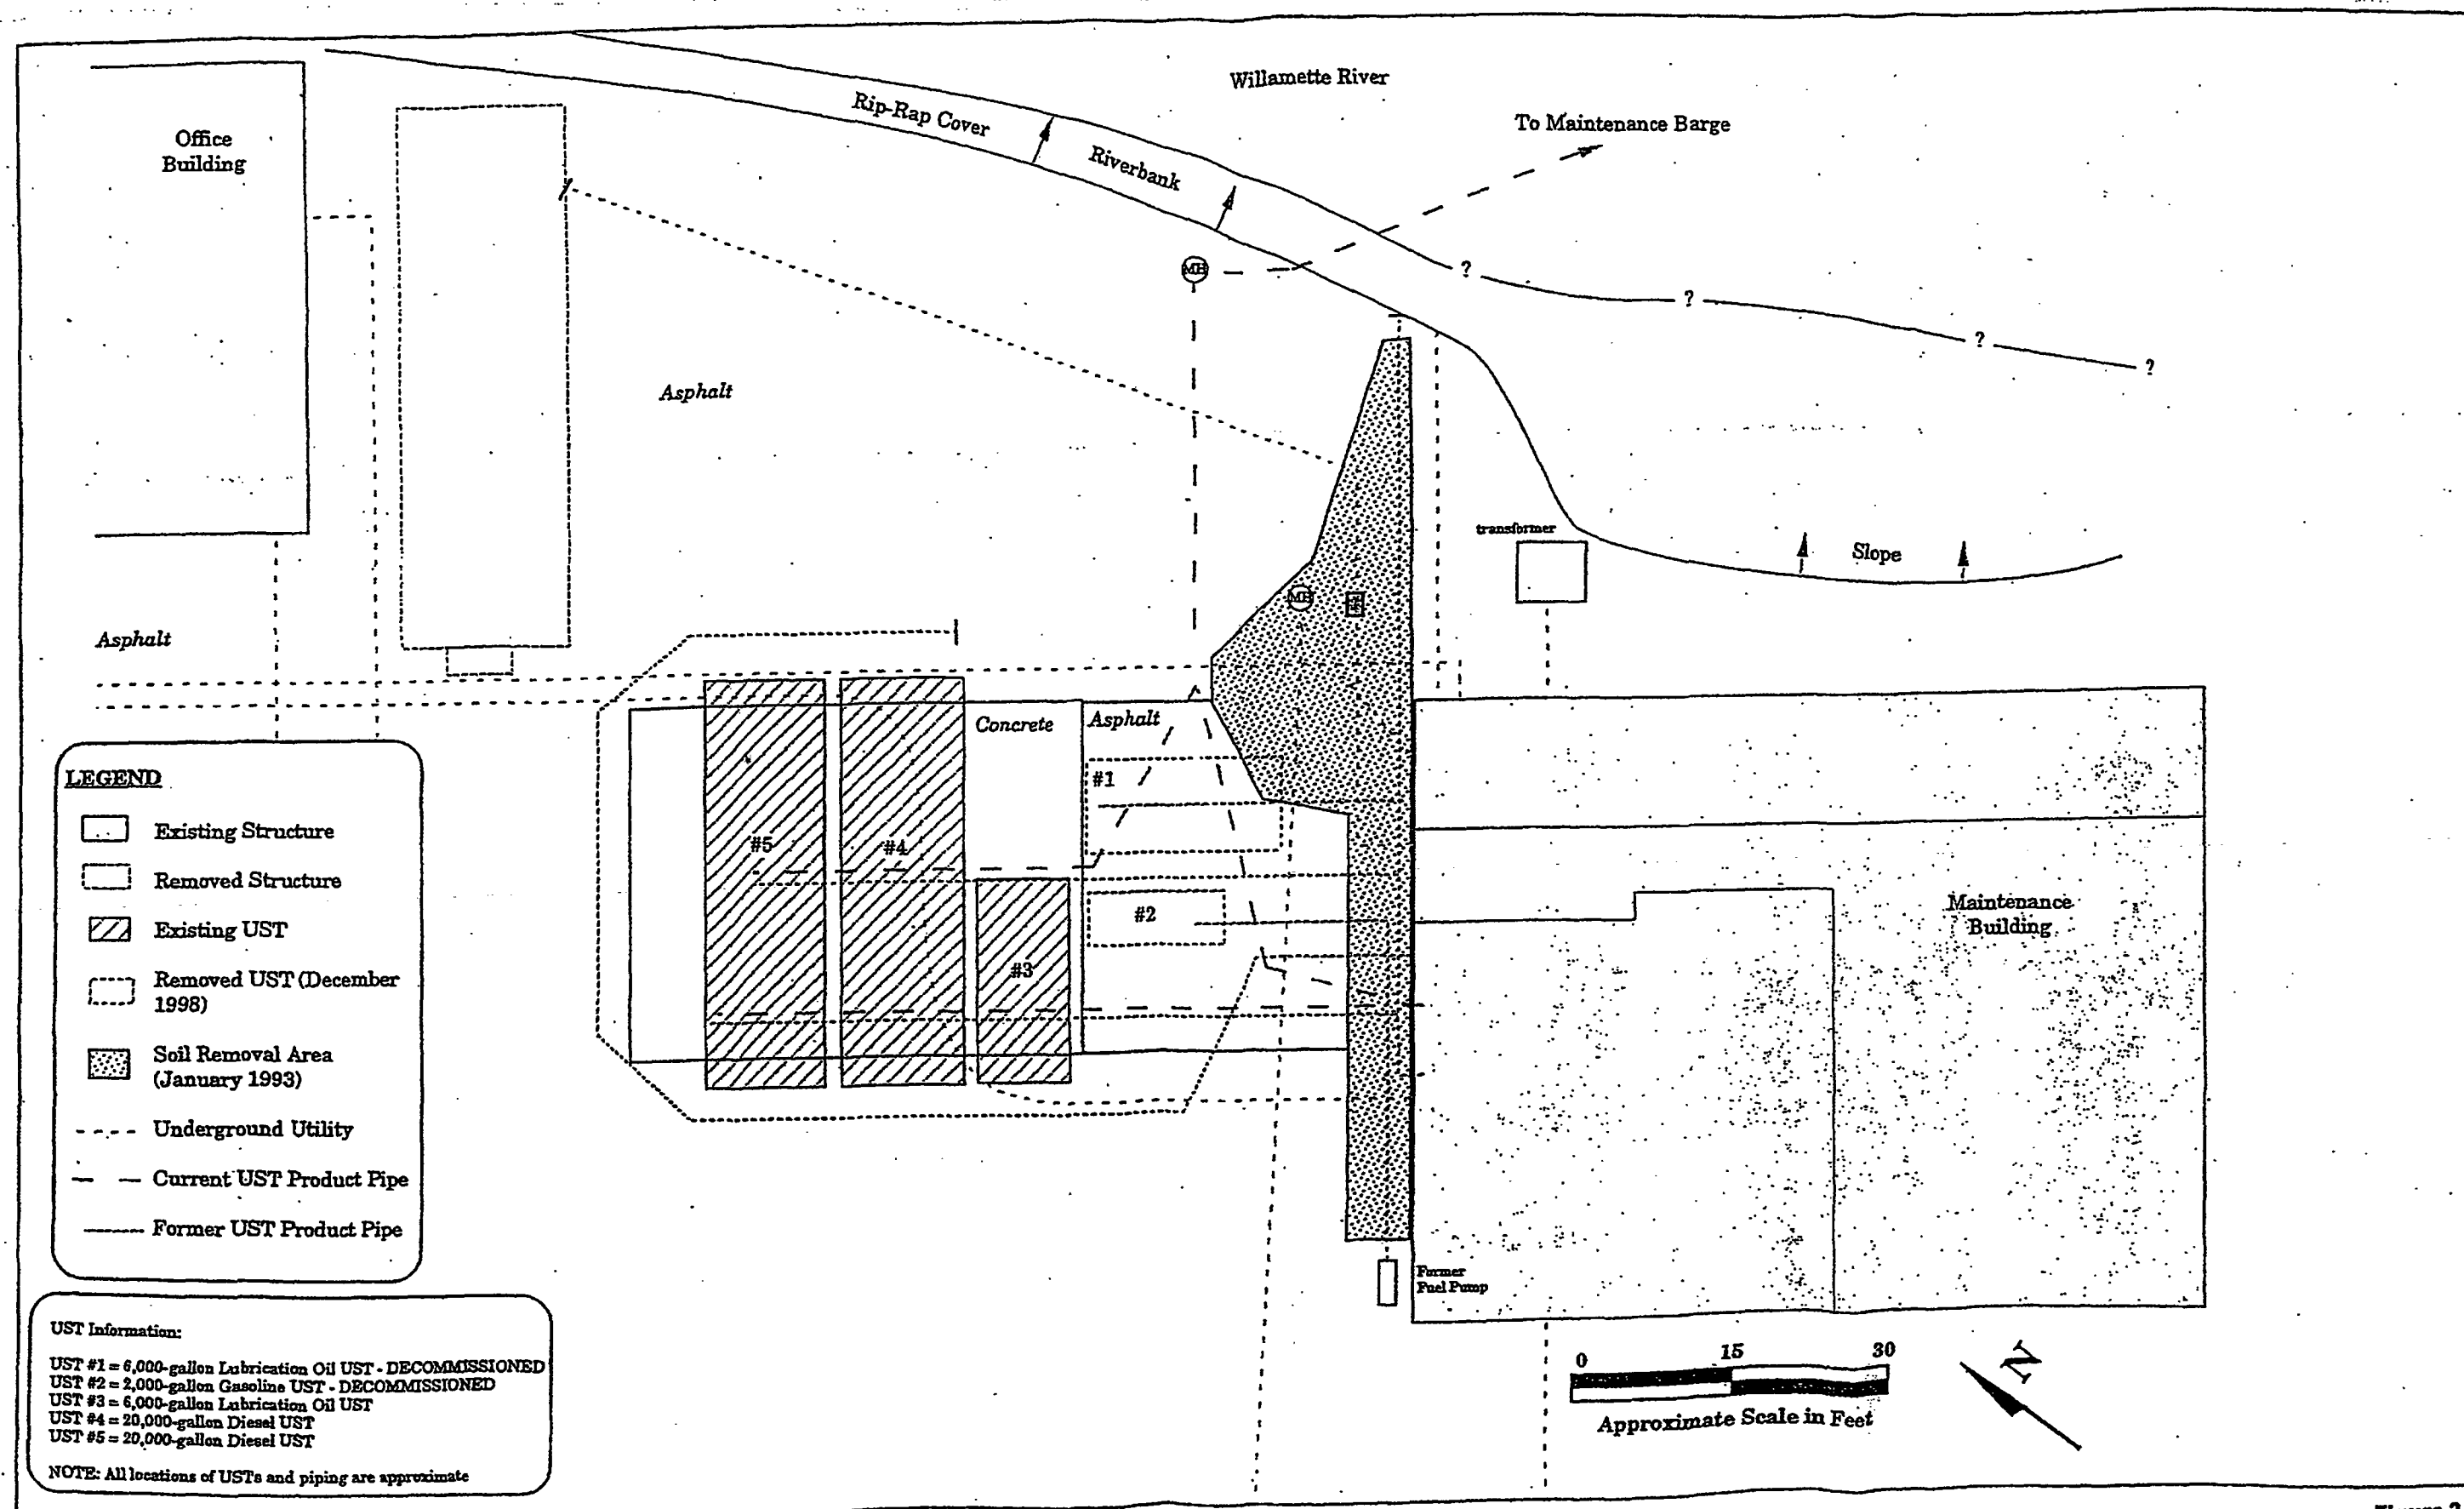 Willamette River
To Maintenance Barge
Rip-Rap Cover
Riverbank
Office
Building
MH
?
?
?
?
Asphalt
transformer
Slope
MH
Asphalt
Concrete
Asphalt
#1
#5
#4
#2
#3
Maintenance
Building
LEGEND
Existing Structure
Removed Structure
Existing UST
Removed UST (December
1998)
Soil Removal Area
(January 1993)
Underground Utility
Current UST Product Pipe
Former UST Product Pipe
Former
Fuel Pump
UST Information:
UST #1 = 6,000-gallon Lubrication Oil UST - DECOMMISSIONED
UST #2 = 2,000-gallon Gasoline UST - DECOMMISSIONED
UST #3 = 6,000-gallon Lubrication Oil UST
UST #4 = 20,000-gallon Diesel UST
UST #5 = 20,000-gallon Diesel UST
NOTE: All locations of USTs and piping are approximate
0 15 30
Approximate Scale in Feet
N